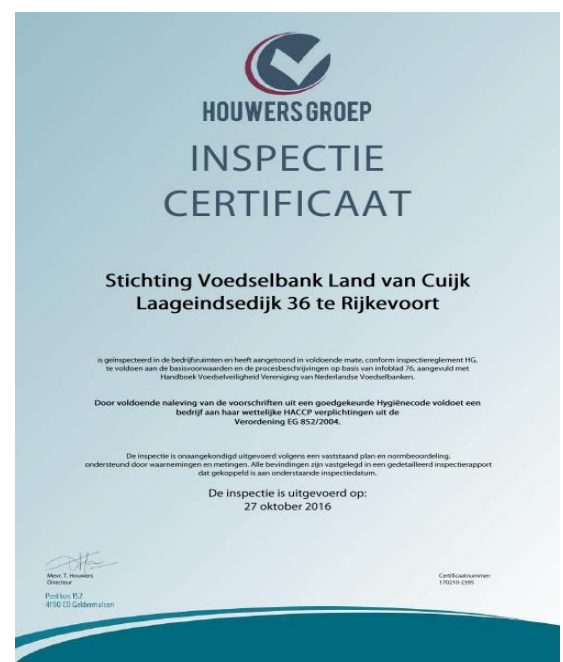 HOUWERS GROEP
INSPECTIE
CERTIFICAAT
Stichting Voedselbank Land van Cuijk
Laageindsedijk 36 te Rijkevoort
is geïnspecteerd in de bedrijfsruimten en heeft aangetoond in voldoende mate, conform inspectiereglement HG,
te voldoen aan de basisvoorwaarden en de procesbeschrijvingen op basis van infoblad 76, aangevuld met
Handboek Voedselveiligheid Vereniging van Nederlandse Voedselbanken.
Door voldoende naleving van de voorschriften uit een goedgekeurde Hygiënecode voldoet een
bedrijf aan haar wettelijke HACCP verplichtingen uit de
Verordening EG 852/2004.
De inspectie is onaangekondigd uitgevoerd volgens een vaststaand plan en normbeoordeling,
ondersteund door waarnemingen en metingen. Alle bevindingen zijn vastgelegd in een gedetailleerd inspectierapport
dat gekoppeld is aan onderstaande inspectiedatum.
De inspectie is uitgevoerd op:
27 oktober 2016
Mevr. T. Houwers
Directeur
Certificaatnummer:
170210-2395
Postbus 157
4190 CD Geldermalsen